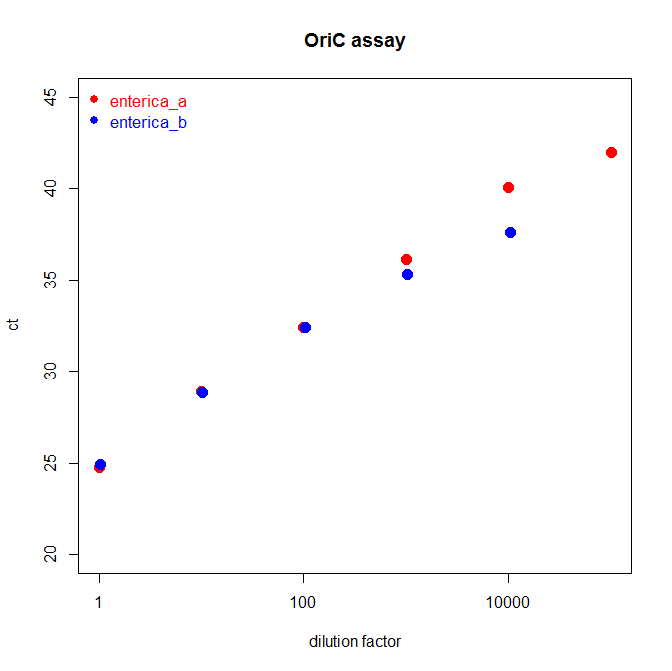 OriC assay
enterica_a
enterica_b
45
40
35
30
25
20
ct
1
100
10000
dilution factor